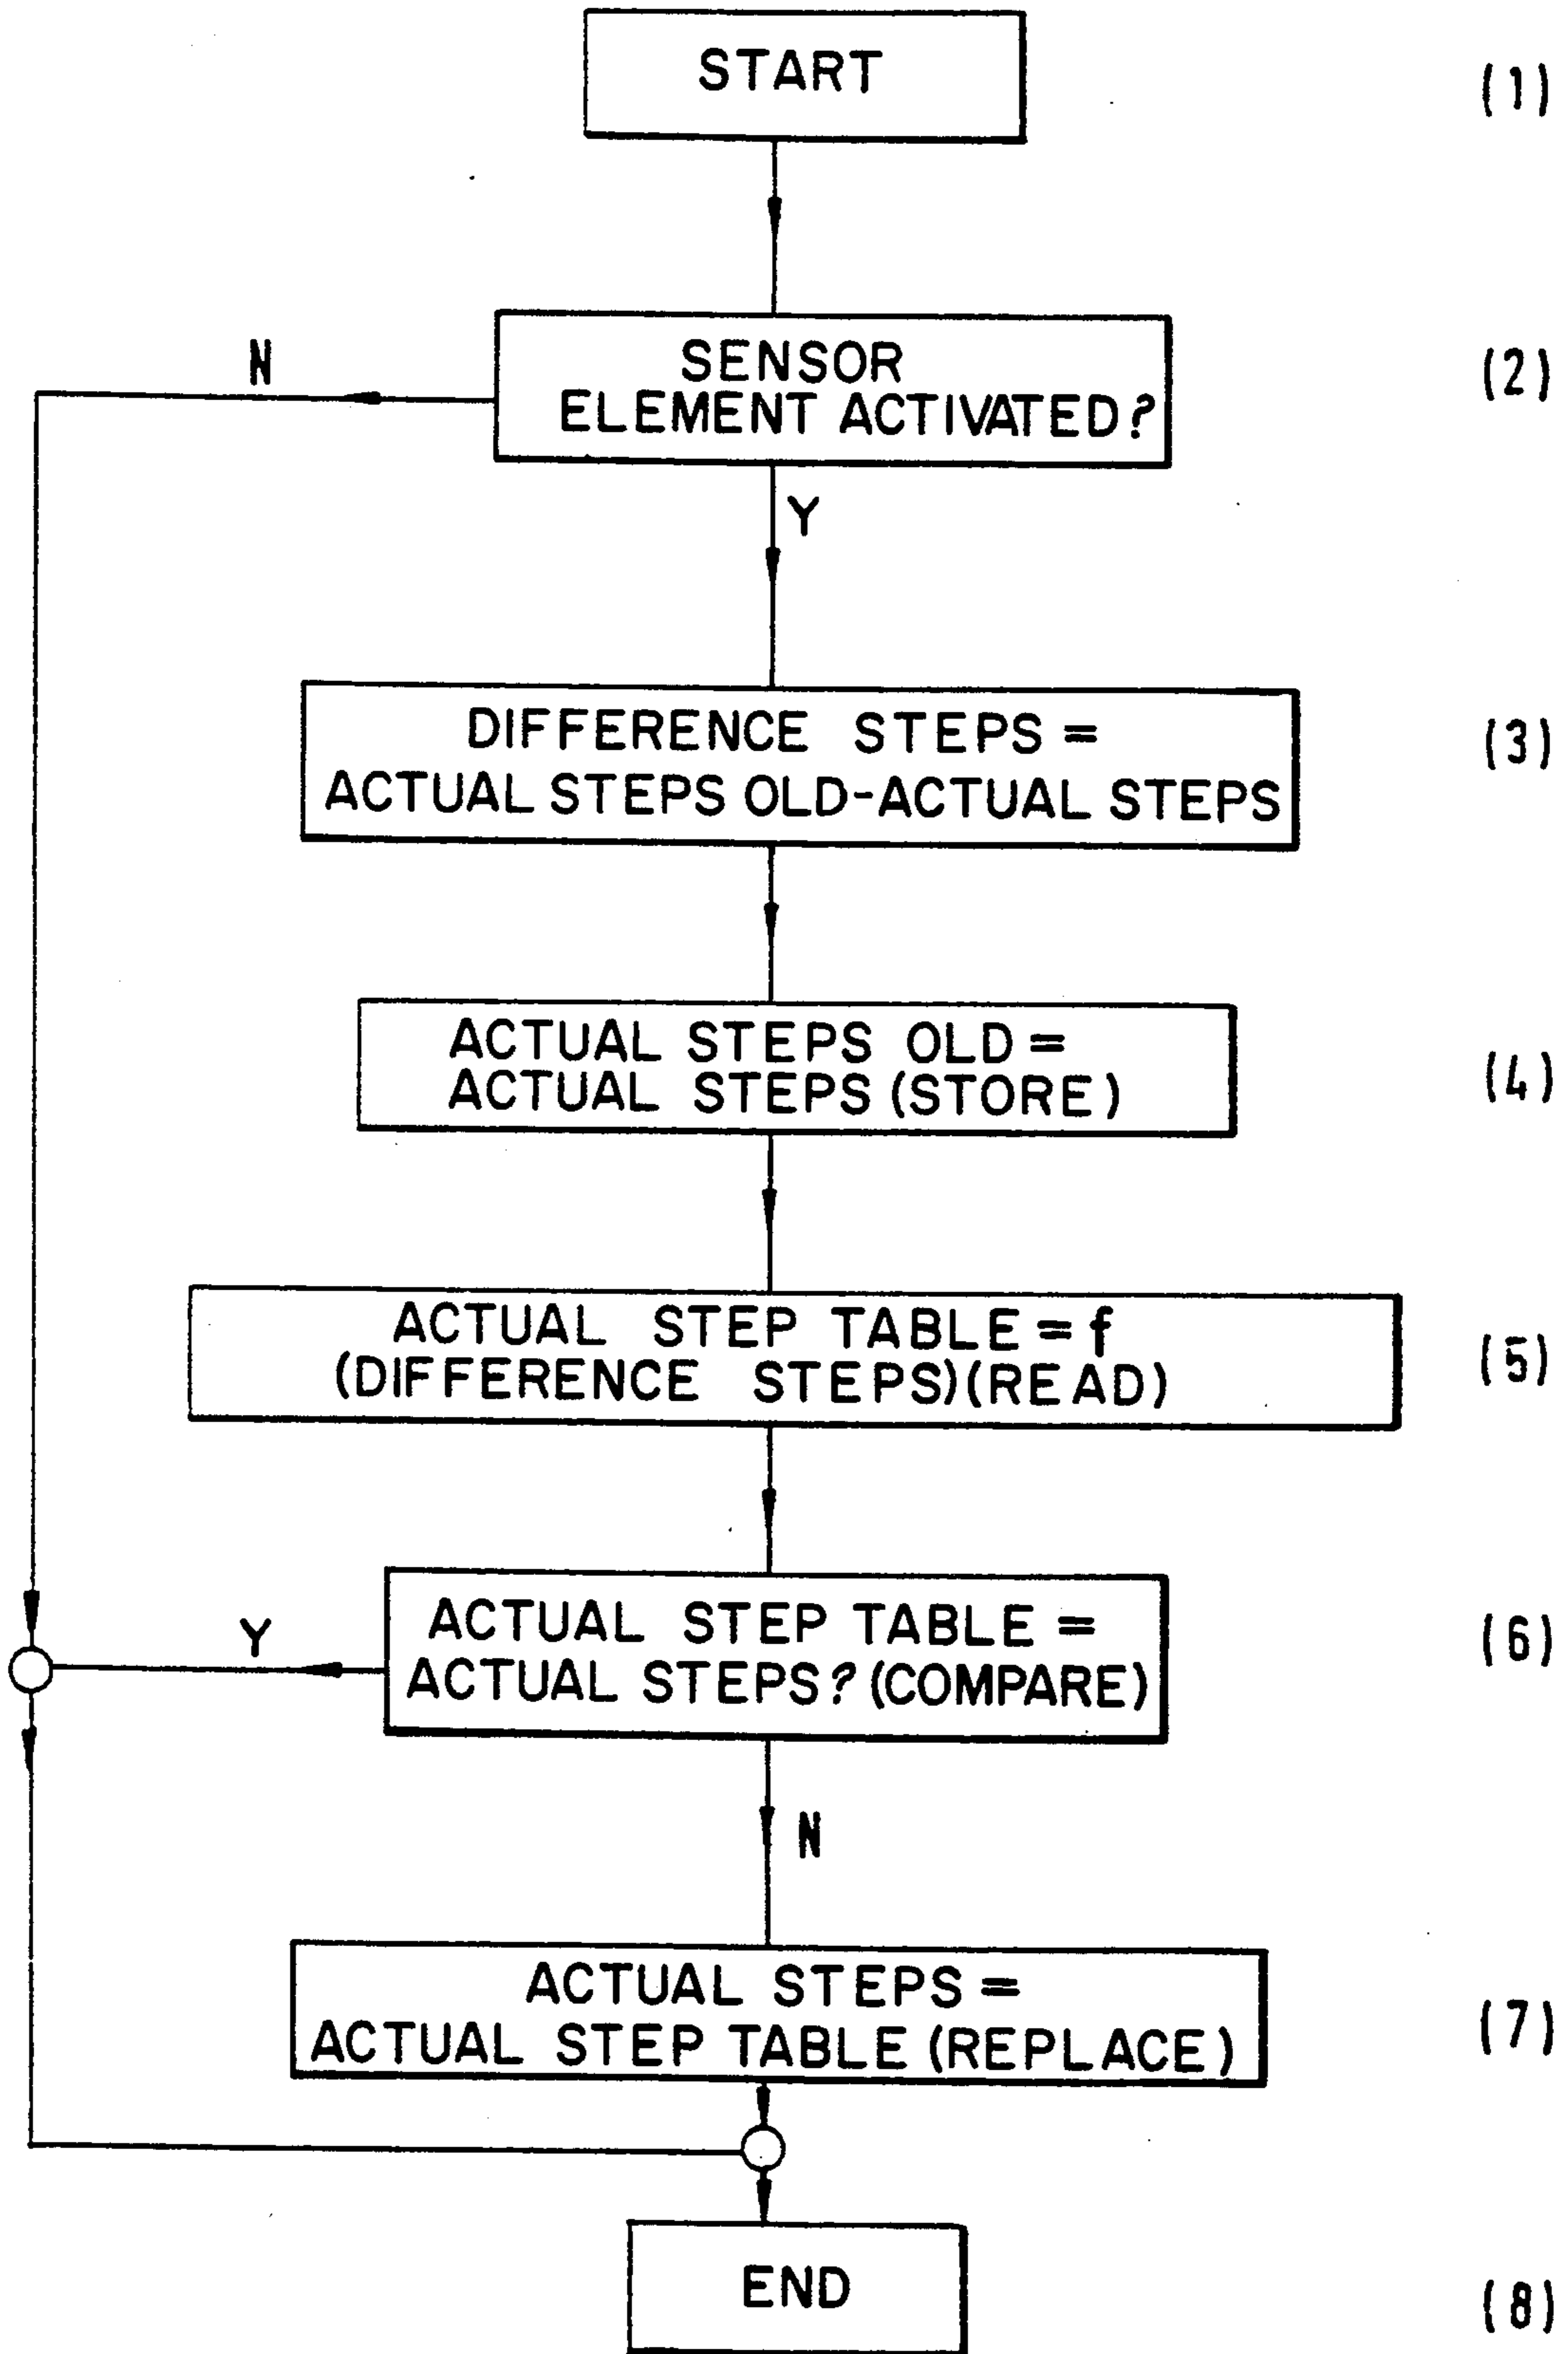 START
(1)
SENSOR
ELEMENT ACTIVATED?
(2)
N
Y
DIFFERENCE STEPS =
ACTUAL STEPS OLD-ACTUAL STEPS
(3)
ACTUAL STEPS OLD =
ACTUAL STEPS (STORE)
(4)
ACTUAL STEP TABLE = f
(DIFFERENCE STEPS)(READ)
(5)
ACTUAL STEP TABLE =
ACTUAL STEPS? (COMPARE)
(6)
Y
N
ACTUAL STEPS =
ACTUAL STEP TABLE (REPLACE)
(7)
END
(8)